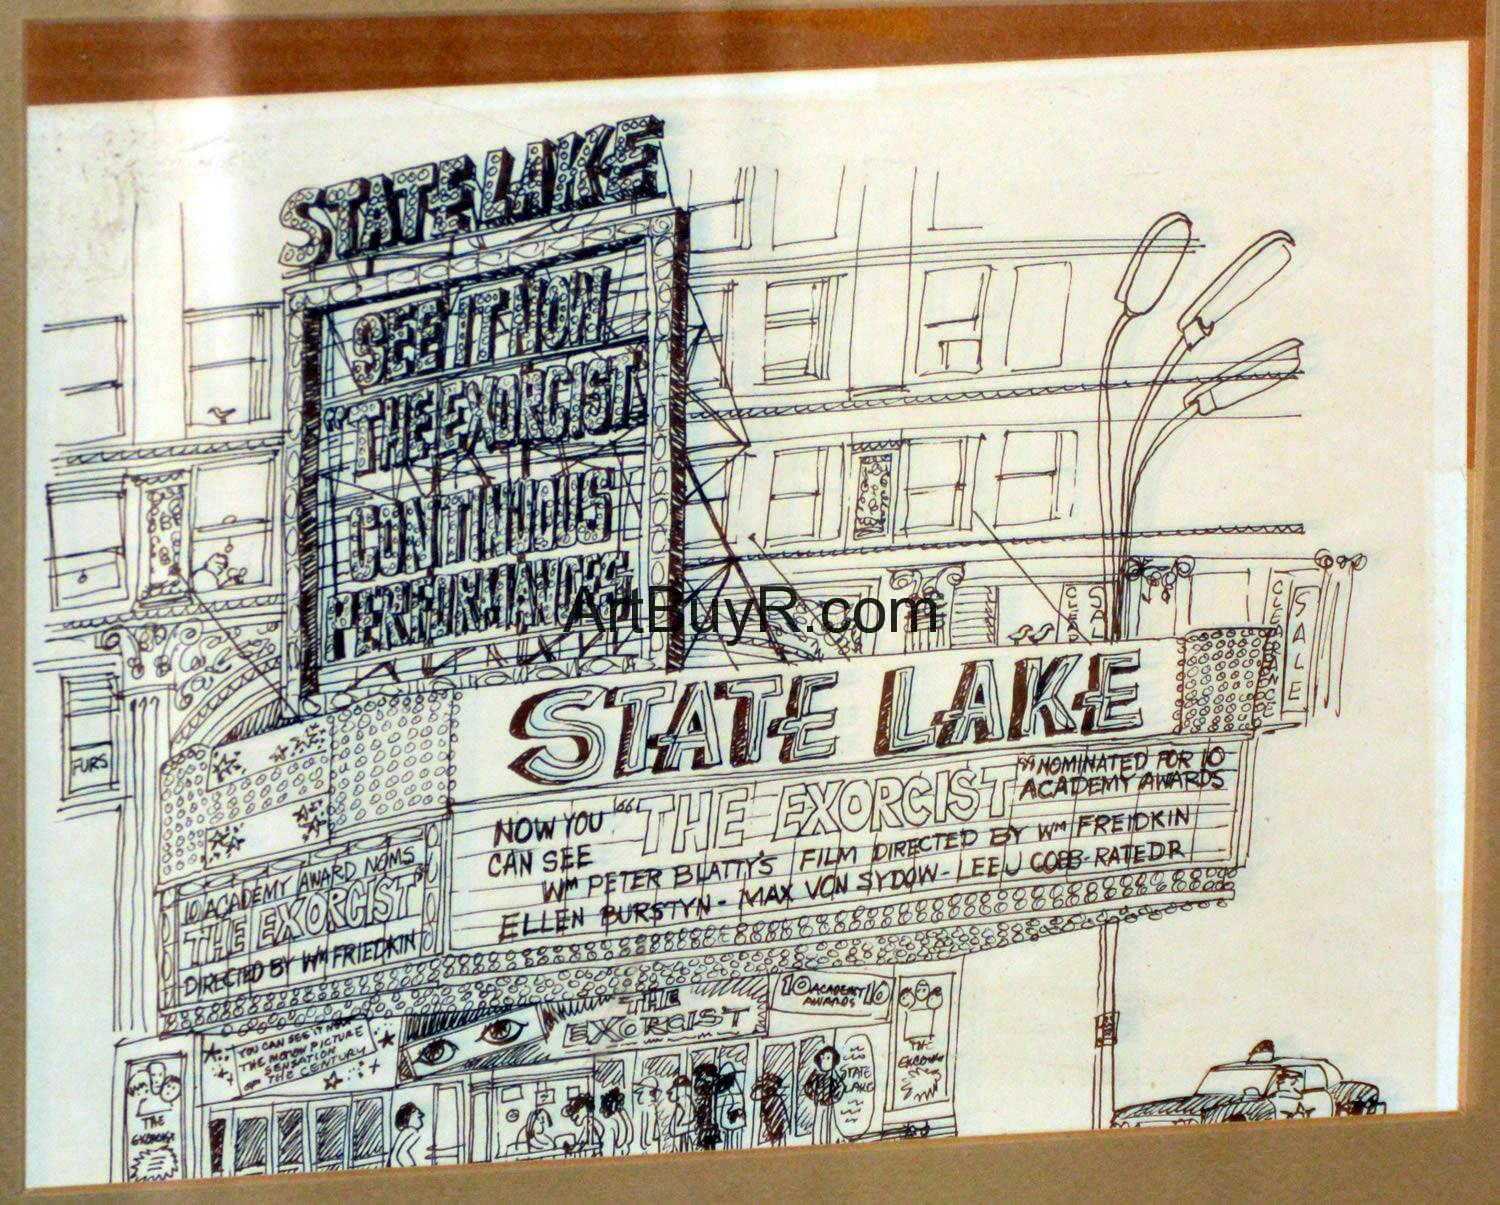 STATE LAKE
SEE IT NOW
"THE EXORCIST"
CONTINUOUS
PERFORMANCES
ArtBuyR.com
CLEARANCE
SALE
FURS
STATE LAKE
NOW YOU
CAN SEE
"THE EXORCIST"
NOMINATED FOR 10
ACADEMY AWARDS
Wm PETER BLATTY'S FILM DIRECTED BY Wm FREIDKIN
ELLEN BURSTYN - MAX VON SYDOW - LEE J COBB - RATED R
10 ACADEMY AWARD NOMS
"THE EXORCIST"
DIRECTED BY Wm FRIEDKIN
YOU CAN SEE IT NOW
THE MOTION PICTURE
SENSATION
OF THE CENTURY
THE
EXORCIST
10 ACADEMY 10
AWARDS
THE
EXORCIST
STATE
LAKE
THE
EXORCIST